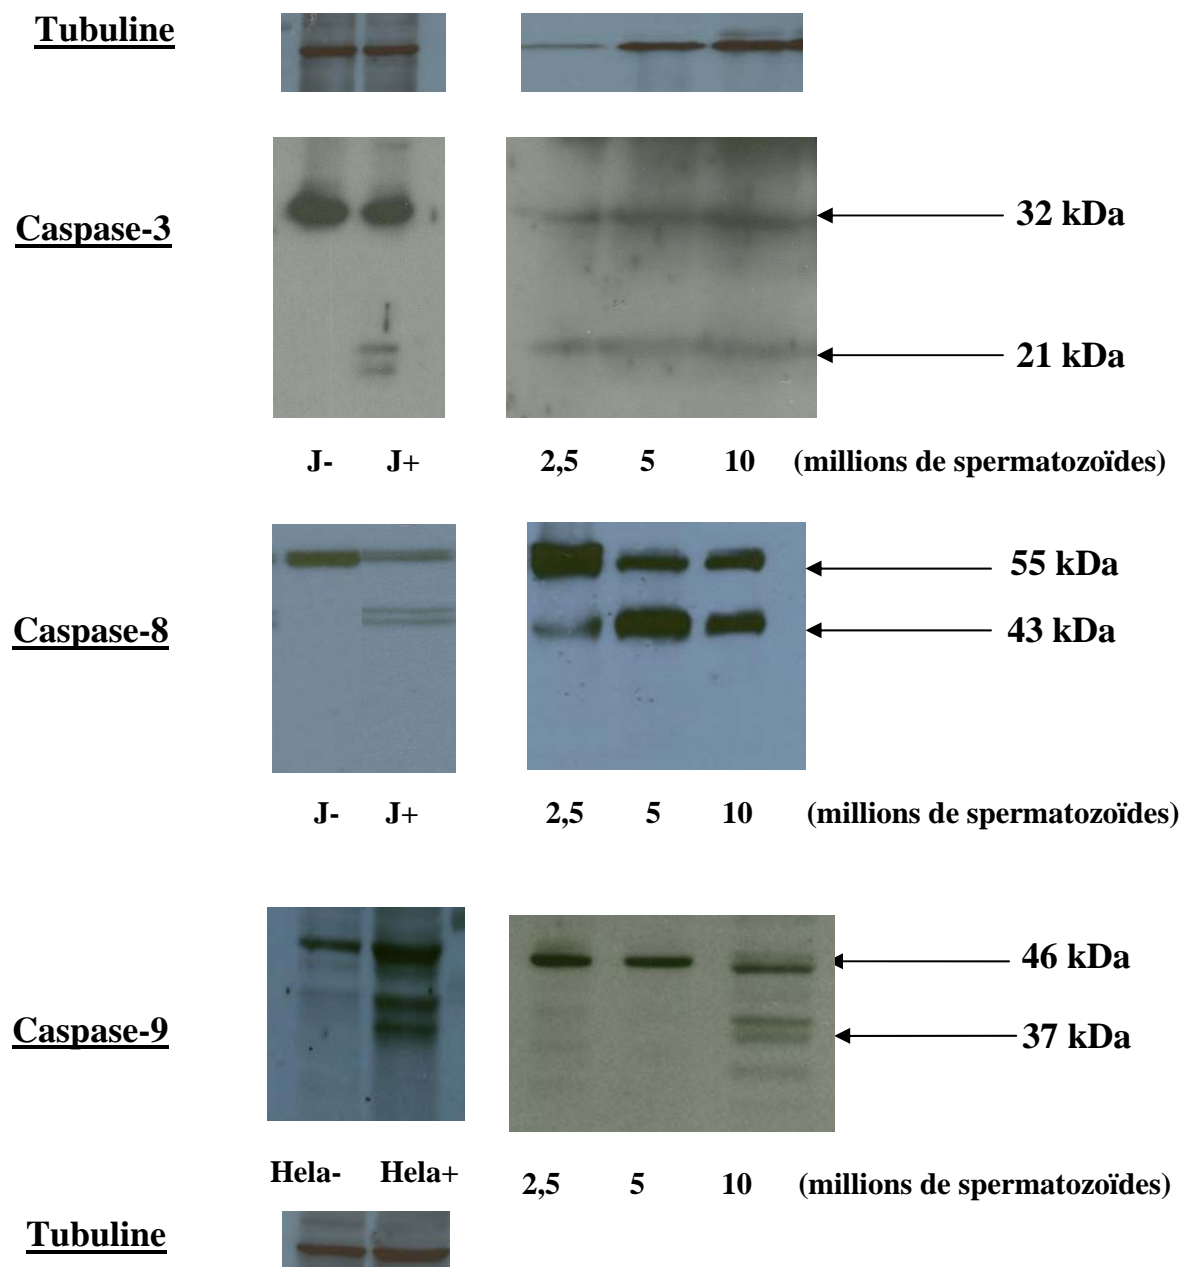 Tubuline
Caspase-3
32 kDa
21 kDa
J- J+ 2,5 5 10 (millions de spermatozoïdes)
Caspase-8
55 kDa
43 kDa
J- J+ 2,5 5 10 (millions de spermatozoïdes)
Caspase-9
46 kDa
37 kDa
Hela- Hela+ 2,5 5 10 (millions de spermatozoïdes)
Tubuline